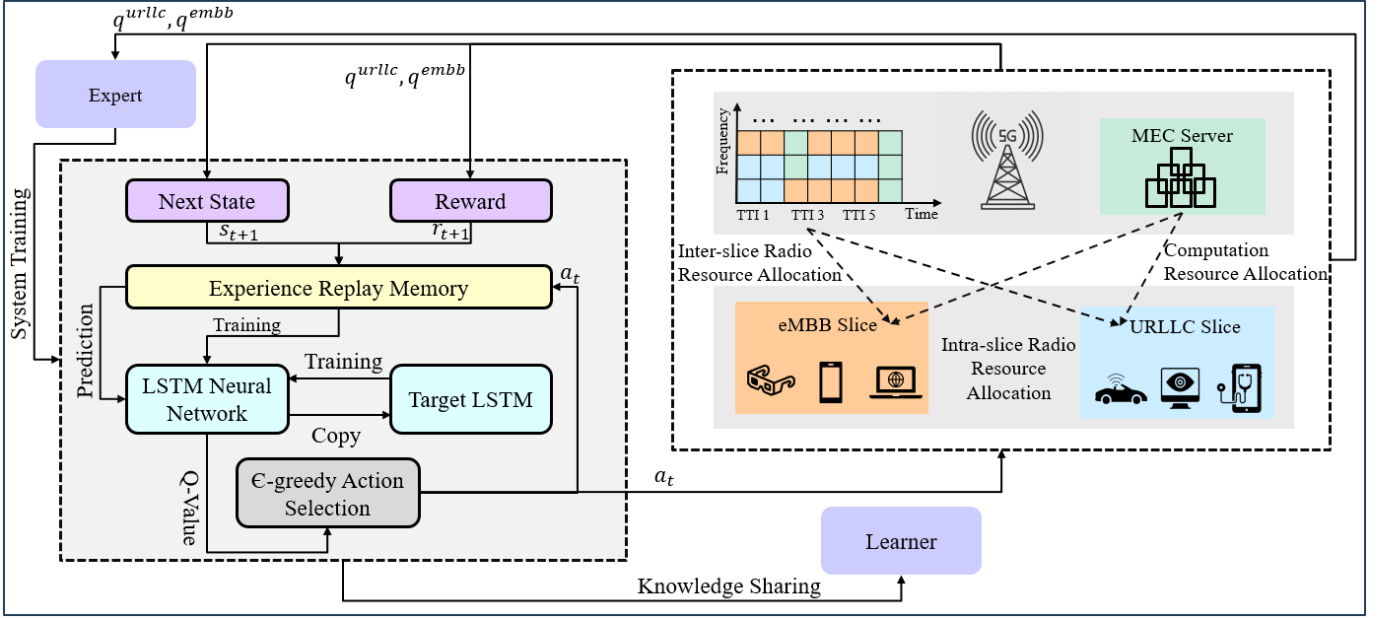 q^{urllc}, q^{embb}
Expert
q^{urllc}, q^{embb}
System Training
Next State
Reward
s_{t+1}
r_{t+1}
Experience Replay Memory
a_t
Prediction
Training
Training
LSTM Neural
Network
Target LSTM
Copy
Q-Value
Є-greedy Action
Selection
a_t
Knowledge Sharing
Learner
Frequency
... ... ...
TTI 1
TTI 3
TTI 5
Time
5G
MEC Server
Inter-slice Radio
Resource Allocation
Computation
Resource Allocation
eMBB Slice
URLLC Slice
Intra-slice Radio
Resource
Allocation